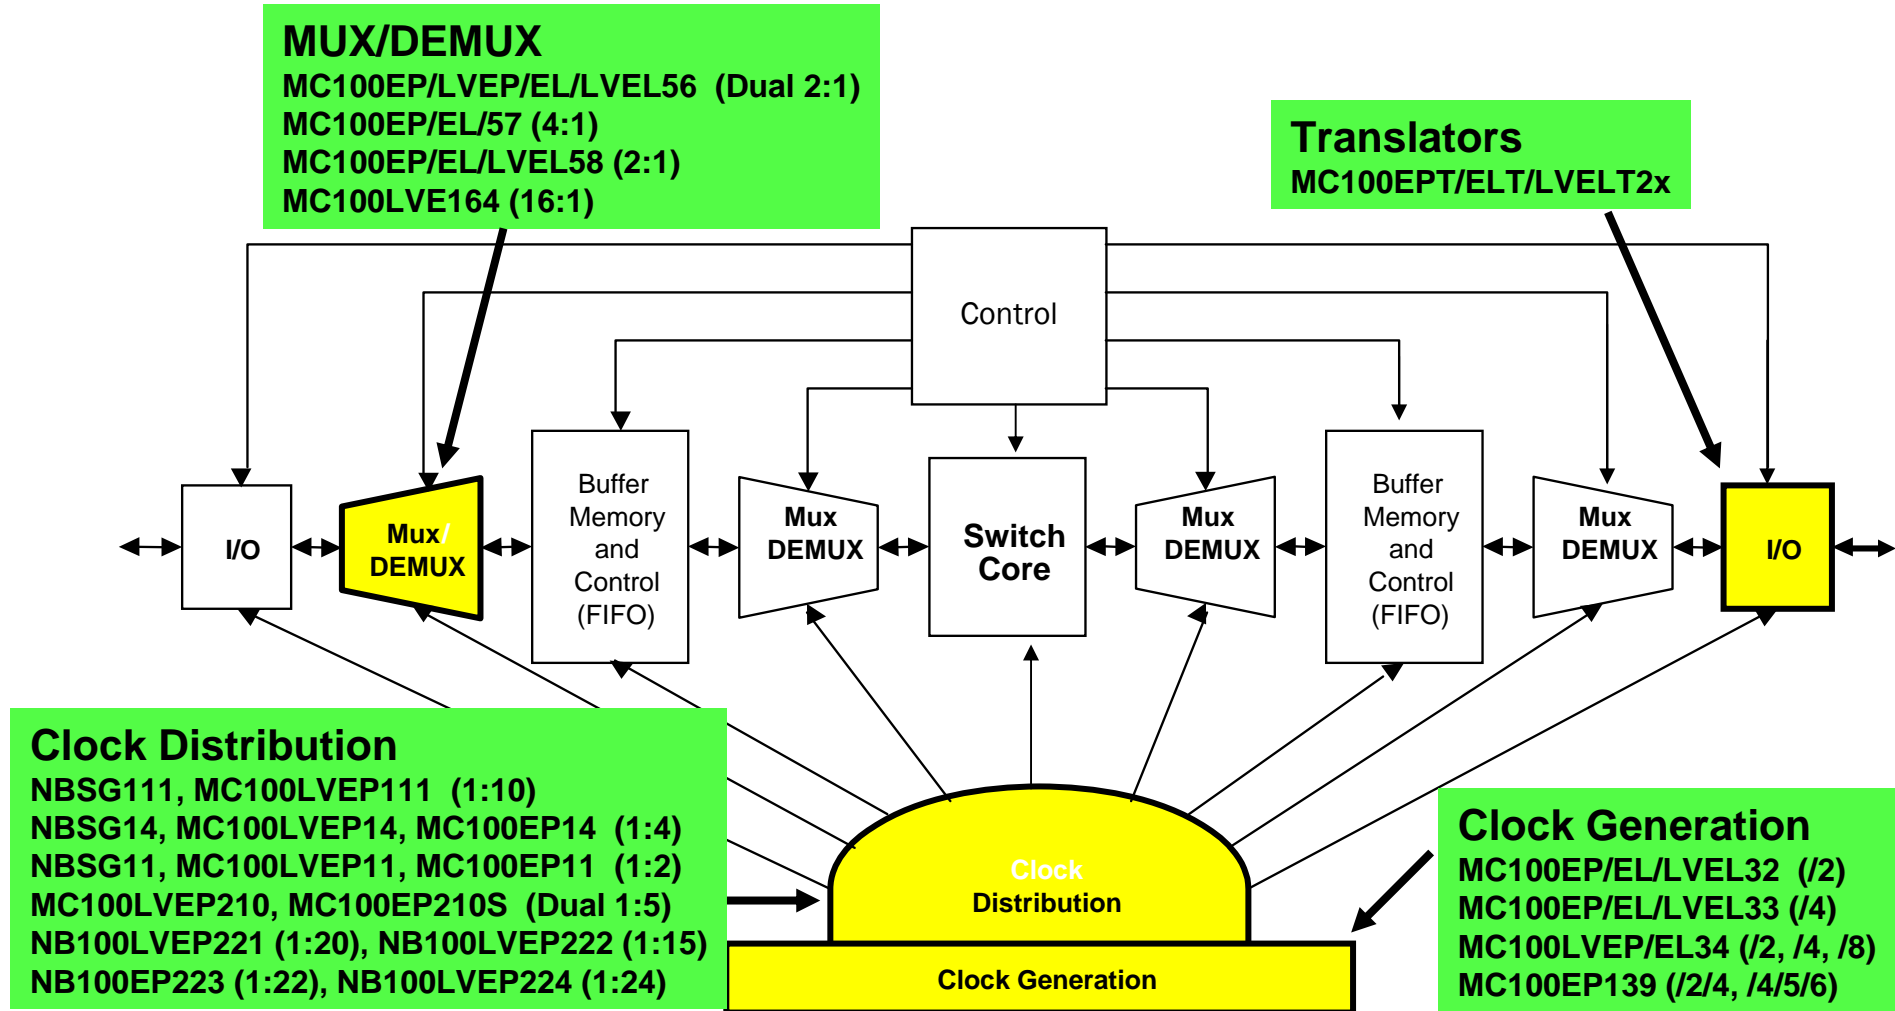 MUX/DEMUX
MC100EP/LVEP/EL/LVEL56 (Dual 2:1)
MC100EP/EL/57 (4:1)
MC100EP/EL/LVEL58 (2:1)
MC100LVE164 (16:1)
Translators
MC100EPT/ELT/LVELT2x
Control
I/O
Mux/
DEMUX
Buffer
Memory
and
Control
(FIFO)
Mux
DEMUX
Switch
Core
Mux
DEMUX
Buffer
Memory
and
Control
(FIFO)
Mux
DEMUX
I/O
Clock Distribution
NBSG111, MC100LVEP111 (1:10)
NBSG14, MC100LVEP14, MC100EP14 (1:4)
NBSG11, MC100LVEP11, MC100EP11 (1:2)
MC100LVEP210, MC100EP210S (Dual 1:5)
NB100LVEP221 (1:20), NB100LVEP222 (1:15)
NB100EP223 (1:22), NB100LVEP224 (1:24)
Clock
Distribution
Clock Generation
Clock Generation
MC100EP/EL/LVEL32 (/2)
MC100EP/EL/LVEL33 (/4)
MC100LVEP/EL34 (/2, /4, /8)
MC100EP139 (/2/4, /4/5/6)